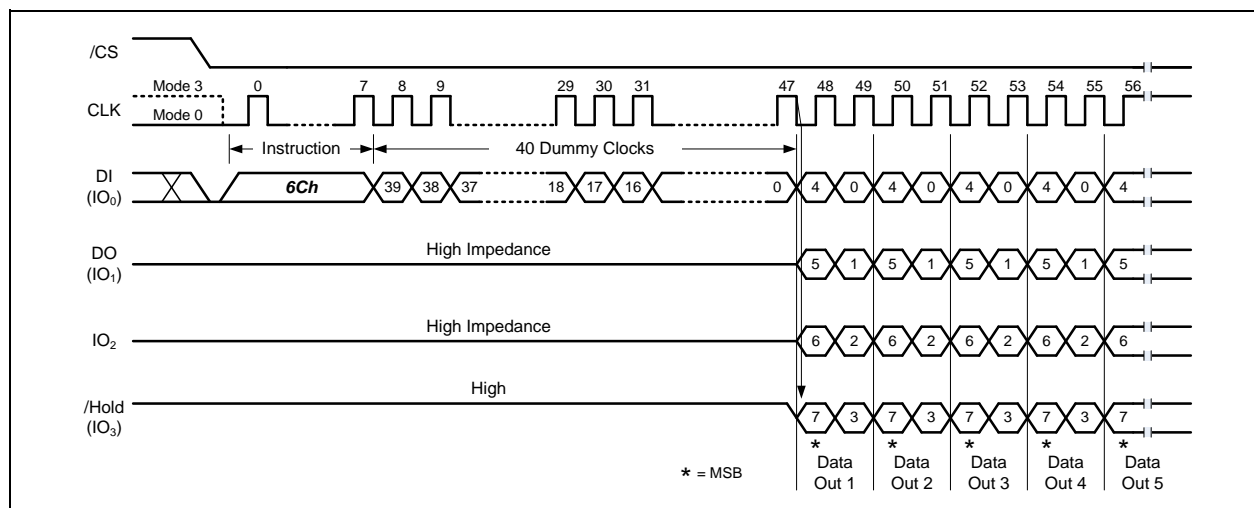 /CS
Mode 3
0 7 8 9 29 30 31 47 48 49 50 51 52 53 54 55 56
CLK
Mode 0
Instruction 40 Dummy Clocks
DI
(IO₀)
6Ch 39 38 37 18 17 16 0 4 0 4 0 4 0 4 0 4
High Impedance
DO
(IO₁)
5 1 5 1 5 1 5 1 5
High Impedance
IO₂
6 2 6 2 6 2 6 2 6
High
/Hold
(IO₃)
7 3 7 3 7 3 7 3 7
* * * * *
* = MSB
Data Out 1
Data Out 2
Data Out 3
Data Out 4
Data Out 5